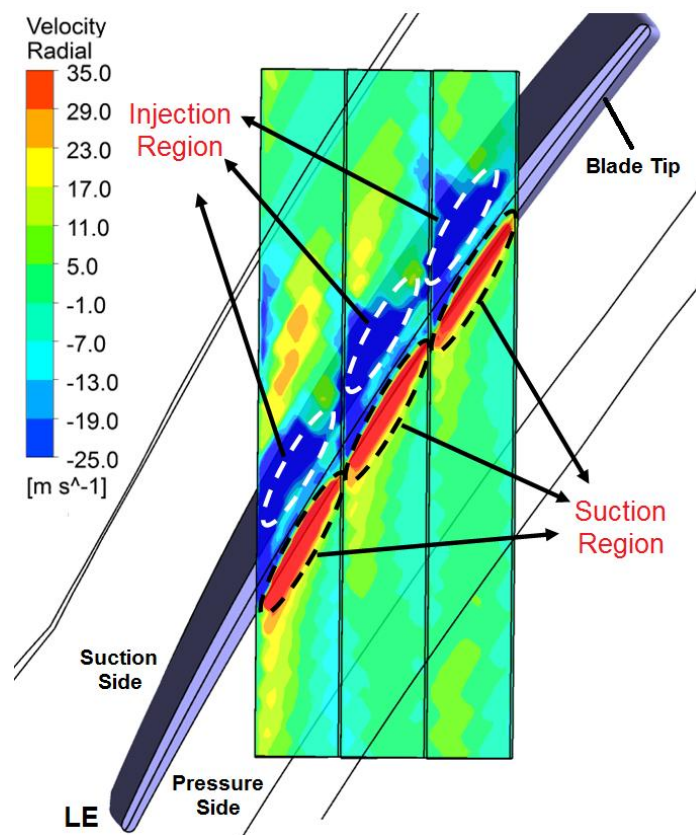 Velocity
Radial
35.0
29.0
23.0
17.0
11.0
5.0
-1.0
-7.0
-13.0
-19.0
-25.0
[m s^-1]
Injection
Region
Blade Tip
Suction
Region
Suction
Side
Pressure
Side
LE